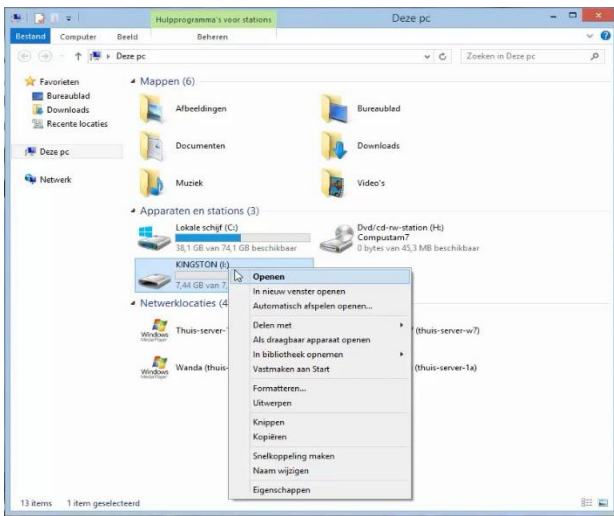 Hulpprogramma's voor stations
Deze pc
Bestand
Computer
Beeld
Beheren
Deze pc
Zoeken in Deze pc
Favorieten
Bureaublad
Downloads
Recente locaties
Deze pc
Netwerk
Mappen (6)
Afbeeldingen
Bureaublad
Documenten
Downloads
Muziek
Video's
Apparaten en stations (3)
Lokale schijf (C:)
38,1 GB van 74,1 GB beschikbaar
Dvd/cd-rw-station (H:)
Compustam7
0 bytes van 45,3 MB beschikbaar
KINGSTON (I:)
7,44 GB van 7,
Netwerklocaties (4
Thuis-server-
(thuis-server-w7)
Wanda (thuis-
(thuis-server-1a)
Openen
In nieuw venster openen
Automatisch afspelen openen...
Delen met
Als draagbaar apparaat openen
In bibliotheek opnemen
Vastmaken aan Start
Formatteren...
Uitwerpen
Knippen
Kopiëren
Snelkoppeling maken
Naam wijzigen
Eigenschappen
13 items
1 item geselecteerd